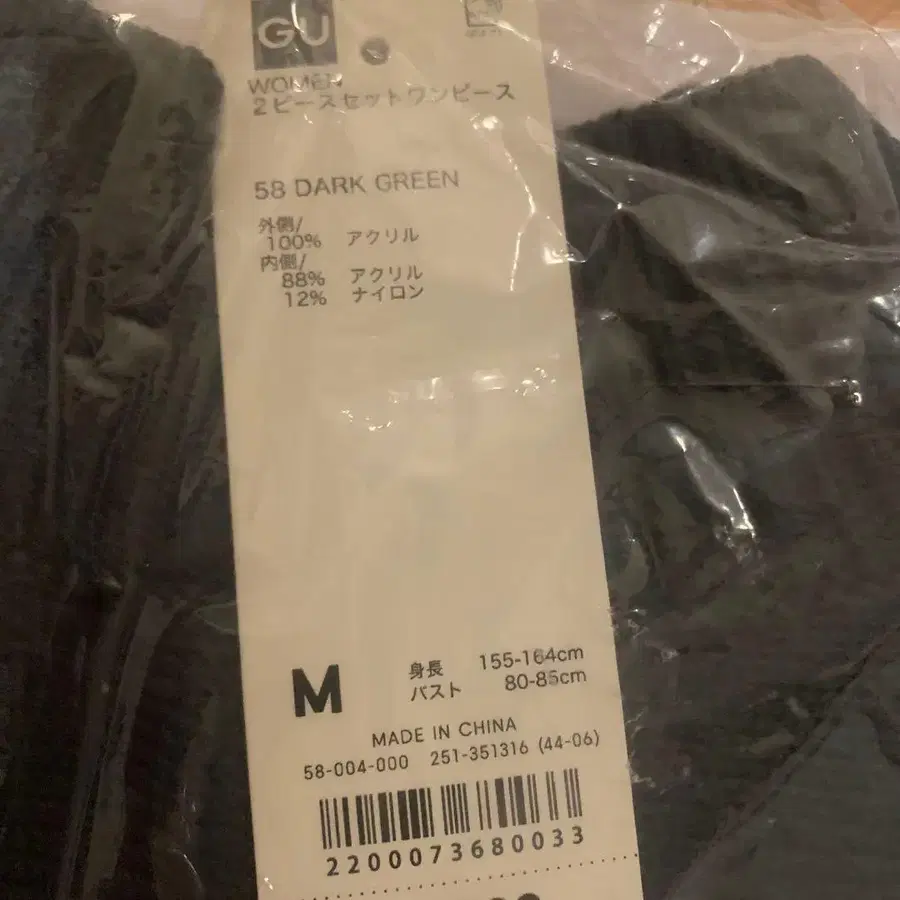 GU
WOMEN
2ピースセットワンピース
58 DARK GREEN
外側/
100% アクリル
内側/
88% アクリル
12% ナイロン
M
身長 155-164cm
バスト 80-85cm
MADE IN CHINA
58-004-000 251-351316 (44-06)
2200073680033